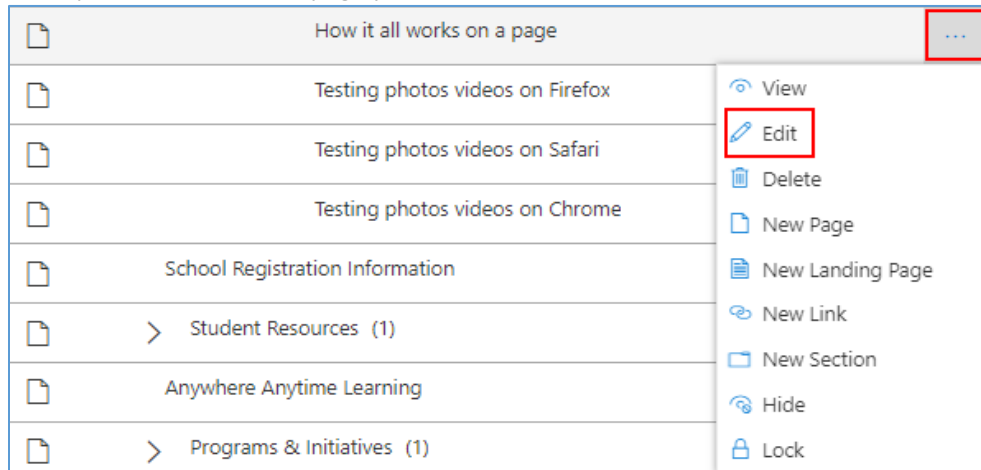 How it all works on a page ...
Testing photos videos on Firefox
View
Edit
Testing photos videos on Safari
Delete
Testing photos videos on Chrome
New Page
School Registration Information
New Landing Page
New Link
> Student Resources (1)
New Section
Anywhere Anytime Learning
Hide
> Programs & Initiatives (1)
Lock